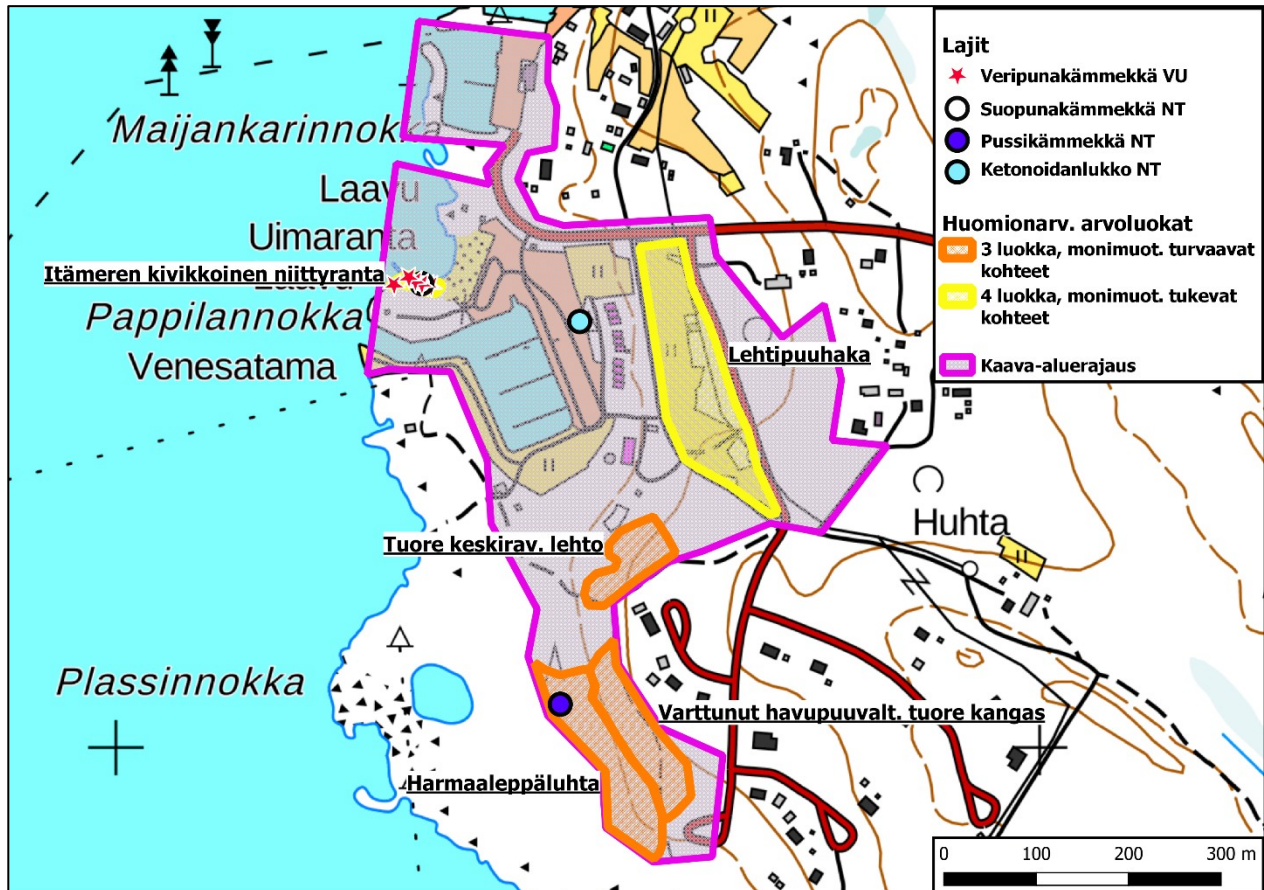 Maijankarinnokka
Laavu
Uimaranta
Itämeren kivikkoinen niittyranta
Laavu
Pappilannokka
Venesatama
Lehtipuuhaka
Tuore keskirav. lehto
Huhta
Plassinnokka
Varttunut havupuuvalt. tuore kangas
Harmaaleppäluhta
Lajit
Veripunakämmekkä VU
Suopunakämmekkä NT
Pussikämmekkä NT
Ketonoidanlukko NT
Huomionarv. arvoluokat
3 luokka, monimuot. turvaavat
kohteet
4 luokka, monimuot. tukevat
kohteet
Kaava-aluerajaus
0 100 200 300 m